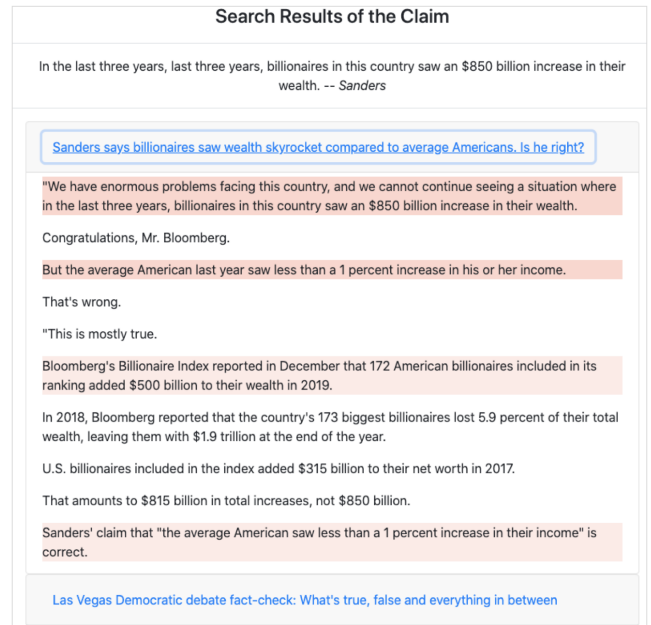 Search Results of the Claim
In the last three years, last three years, billionaires in this country saw an $850 billion increase in their
wealth. -- Sanders
Sanders says billionaires saw wealth skyrocket compared to average Americans. Is he right?
"We have enormous problems facing this country, and we cannot continue seeing a situation where
in the last three years, billionaires in this country saw an $850 billion increase in their wealth.
Congratulations, Mr. Bloomberg.
But the average American last year saw less than a 1 percent increase in his or her income.
That's wrong.
"This is mostly true.
Bloomberg's Billionaire Index reported in December that 172 American billionaires included in its
ranking added $500 billion to their wealth in 2019.
In 2018, Bloomberg reported that the country's 173 biggest billionaires lost 5.9 percent of their total
wealth, leaving them with $1.9 trillion at the end of the year.
U.S. billionaires included in the index added $315 billion to their net worth in 2017.
That amounts to $815 billion in total increases, not $850 billion.
Sanders' claim that "the average American saw less than a 1 percent increase in their income" is
correct.
Las Vegas Democratic debate fact-check: What's true, false and everything in between